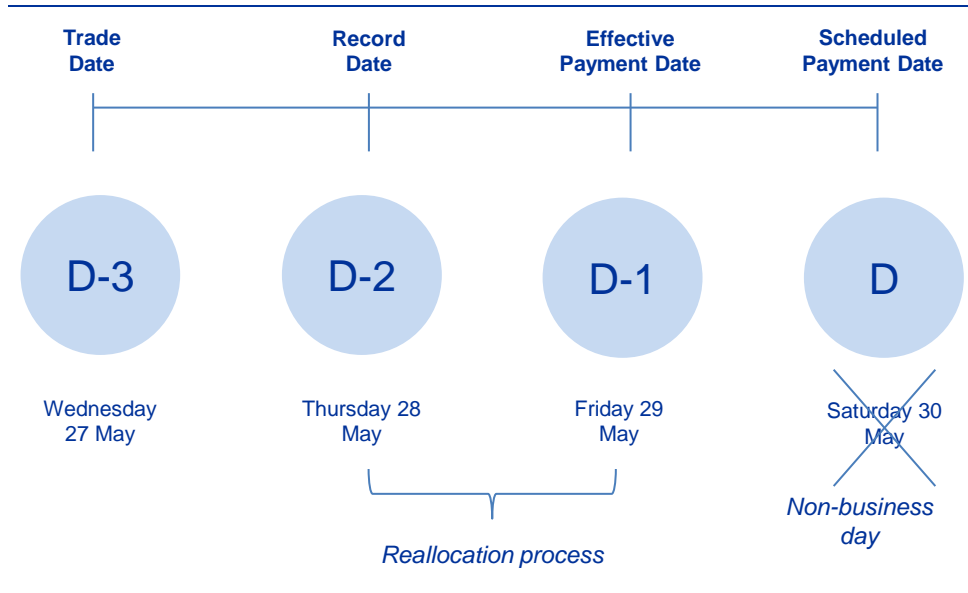 Trade
Date
Record
Date
Effective
Payment Date
Scheduled
Payment Date
D-3
D-2
D-1
D
Wednesday
27 May
Thursday 28
May
Friday 29
May
Saturday 30
May
Non-business
day
Reallocation process